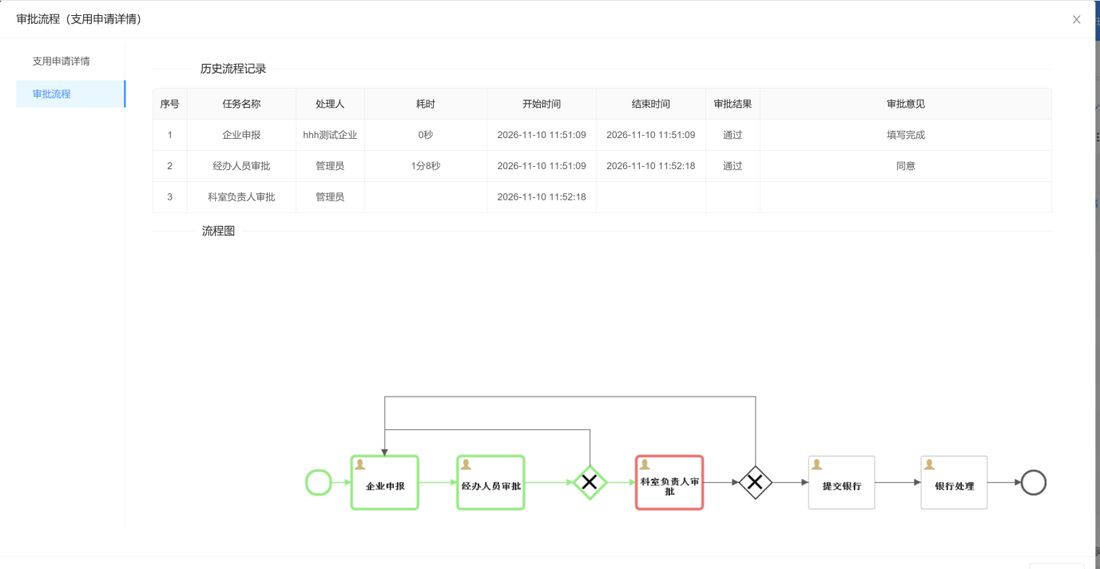 审批流程（支用申请详情）
支用申请详情
审批流程
历史流程记录
序号 任务名称 处理人 耗时 开始时间 结束时间 审批结果 审批意见
1 企业申报 hhh测试企业 0秒 2026-11-10 11:51:09 2026-11-10 11:51:09 通过 填写完成
2 经办人员审批 管理员 1分8秒 2026-11-10 11:51:09 2026-11-10 11:52:18 通过 同意
3 科室负责人审批 管理员 2026-11-10 11:52:18
流程图
企业申报
经办人员审批
科室负责人审
批
提交银行
银行处理